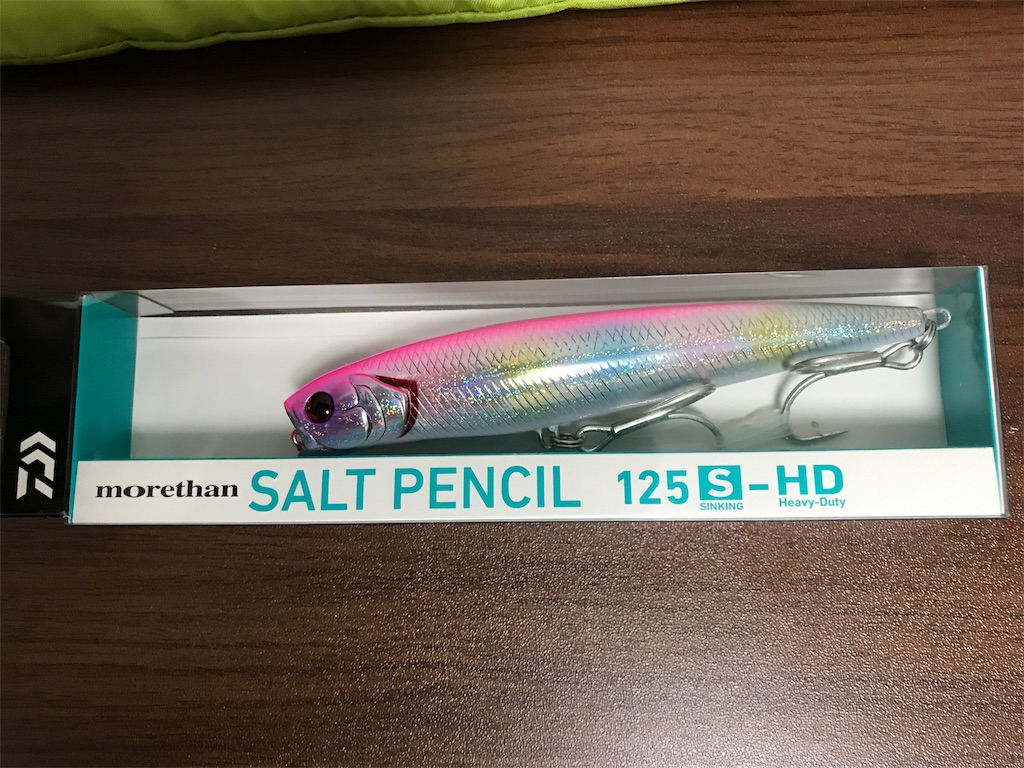 morethan SALT PENCIL 125 S-HD
SINKING Heavy-Duty